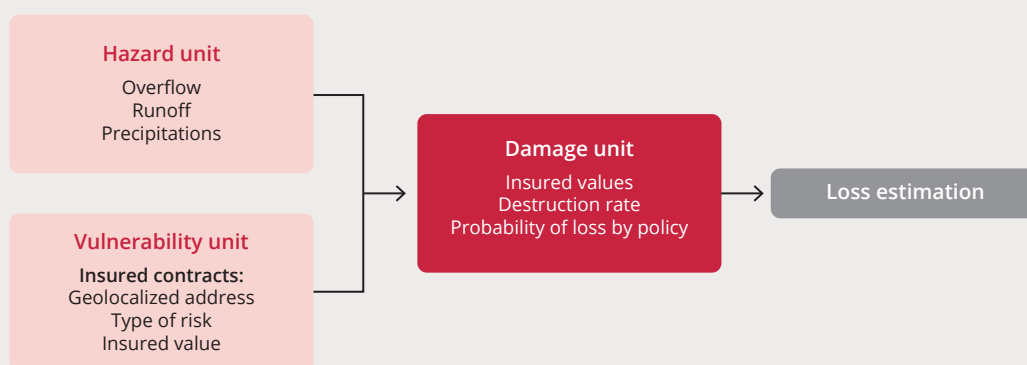 Hazard unit
Overflow
Runoff
Precipitations
Vulnerability unit
Insured contracts:
Geolocalized address
Type of risk
Insured value
Damage unit
Insured values
Destruction rate
Probability of loss by policy
Loss estimation